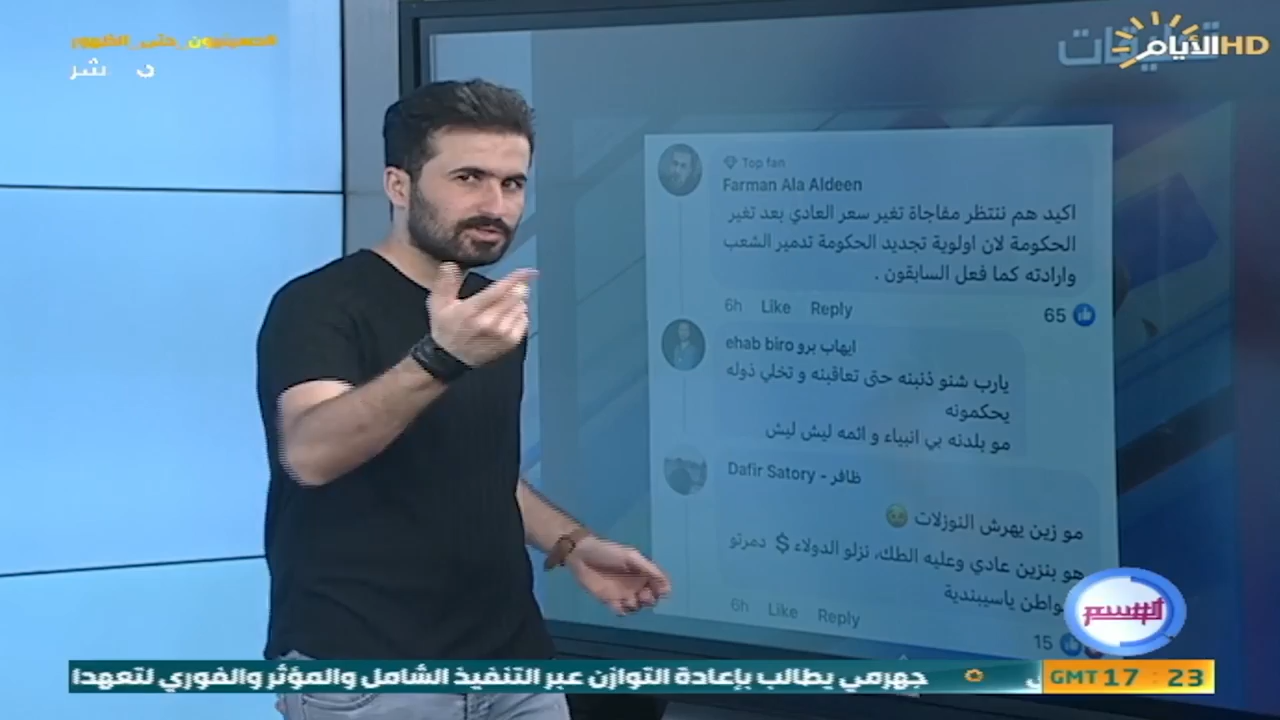 الحسينيون_حتى_الظهور
الأيام HD
Top fan
Farman Ala Aldeen
اكيد هم ننتظر مفاجاة تغير سعر العادي بعد تغير
الحكومة لان اولوية تجديد الحكومة تدمير الشعب
وارادته كما فعل السابقون .
6h Like Reply
65
ehab biro ايهاب برو
يارب شنو ذنبنه حتى تعاقبنه و تخلي ذوله
يحكمونه
مو بلدنه بي انبياء و ائمه ليش ليش
Dafir Satory - ظافر
مو زين يهرش النوزلات 🥹
هو بنزين عادي وعليه الطك، نزلو الدولاء $ دمرتو
ياسيبندية
6h Like Reply
15
جهرمي يطالب بإعادة التوازن عبر التنفيذ الشامل والمؤثر والفوري لتعهدا
GMT 17 : 23